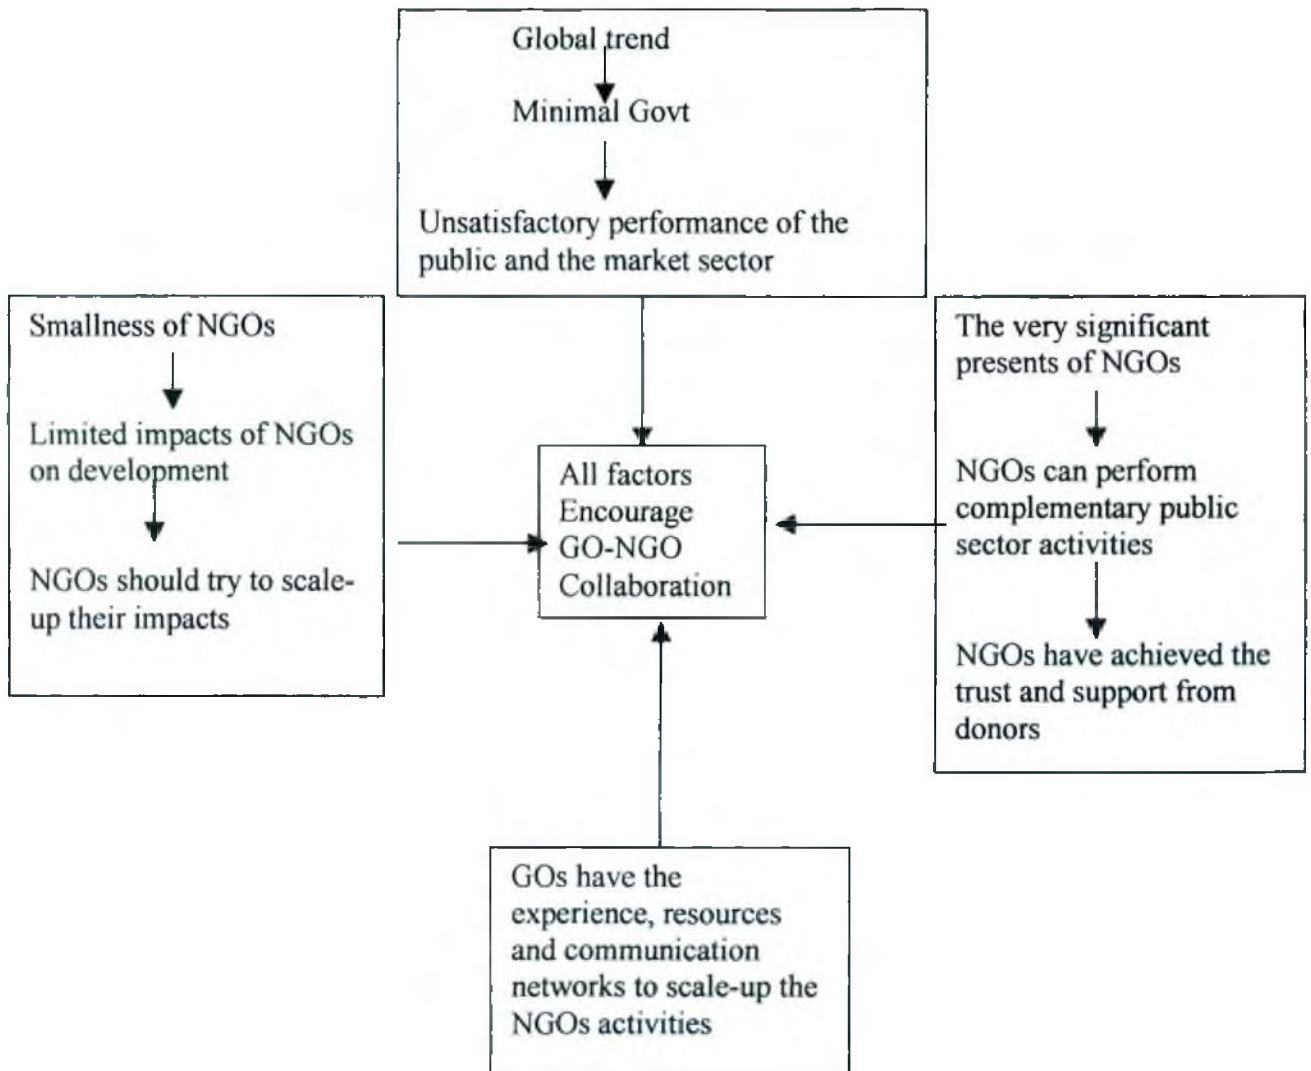 Global trend
Minimal Govt
Unsatisfactory performance of the
public and the market sector
Smallness of NGOs
Limited impacts of NGOs
on development
NGOs should try to scale-
up their impacts
All factors
Encourage
GO-NGO
Collaboration
The very significant
presents of NGOs
NGOs can perform
complementary public
sector activities
NGOs have achieved the
trust and support from
donors
GOs have the
experience, resources
and communication
networks to scale-up the
NGOs activities